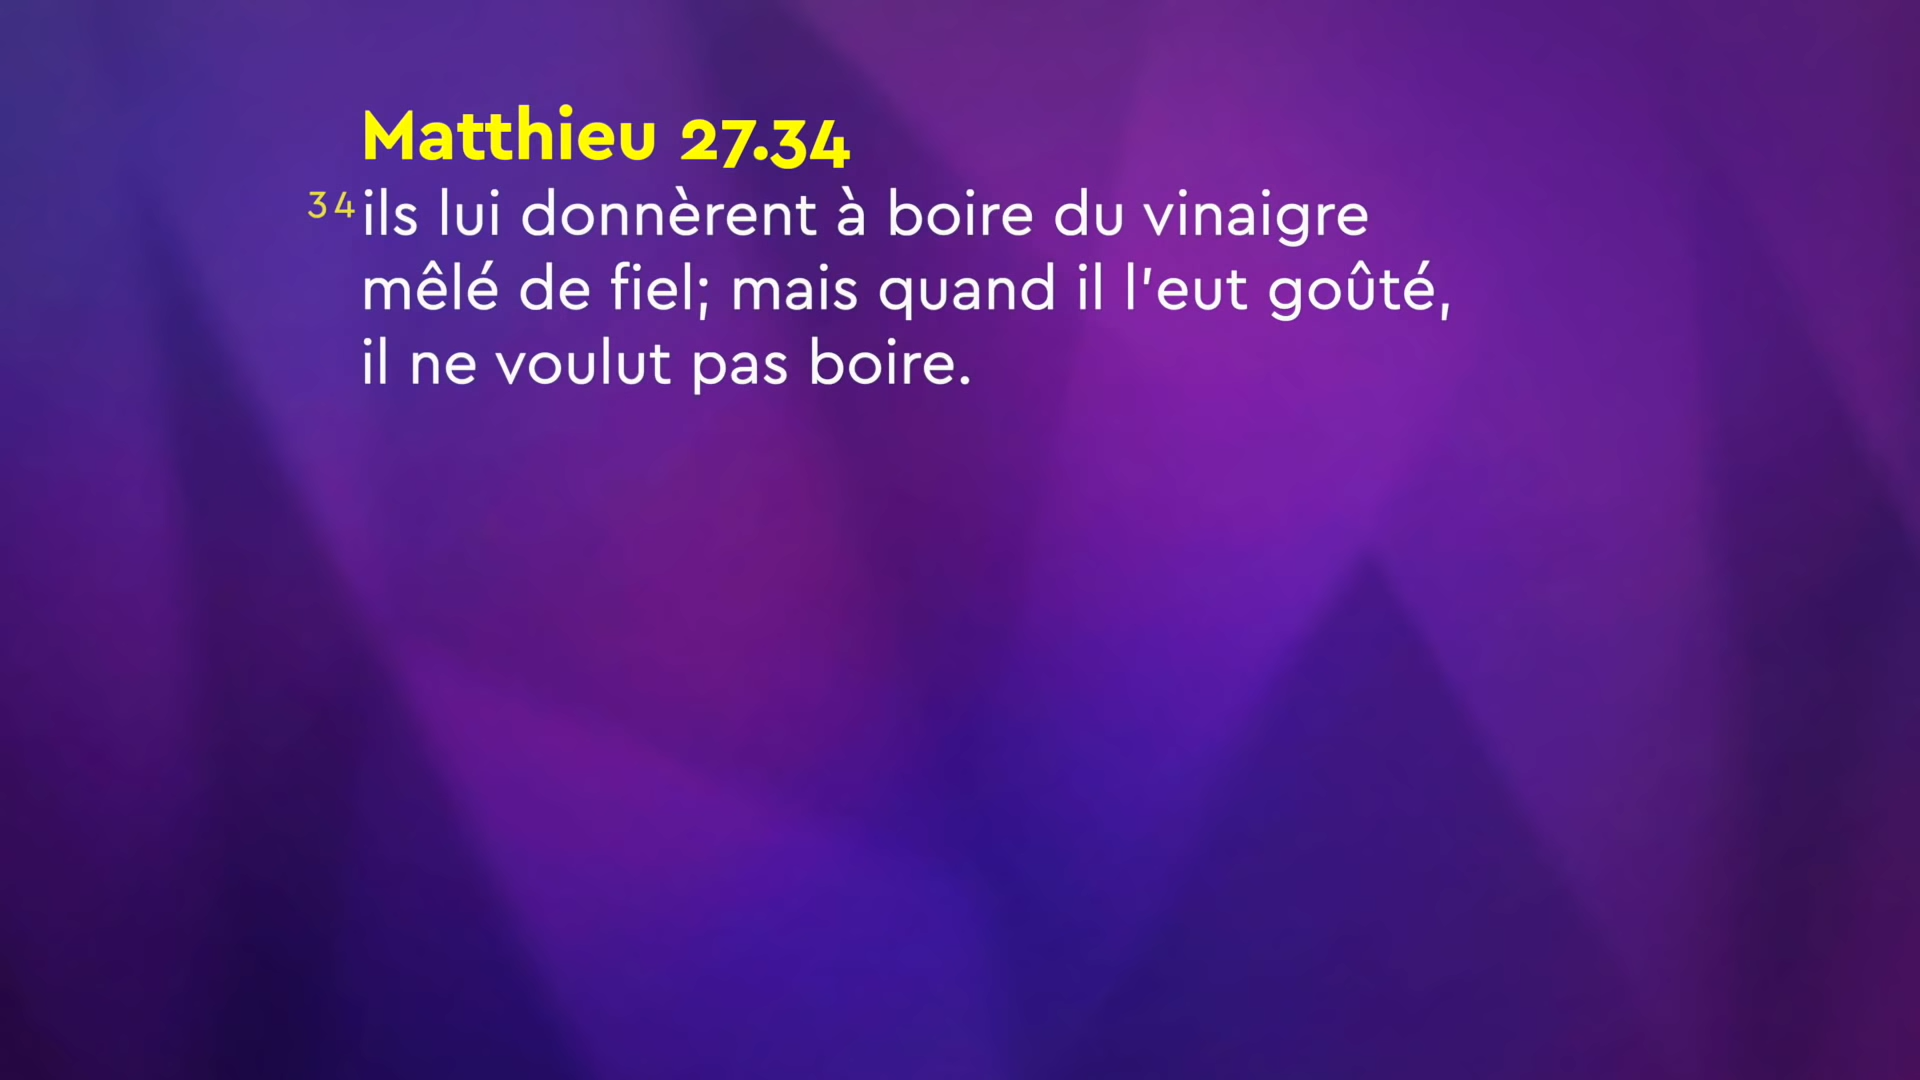 Matthieu 27.34
34 ils lui donnèrent à boire du vinaigre
mêlé de fiel; mais quand il l'eut goûté,
il ne voulut pas boire.